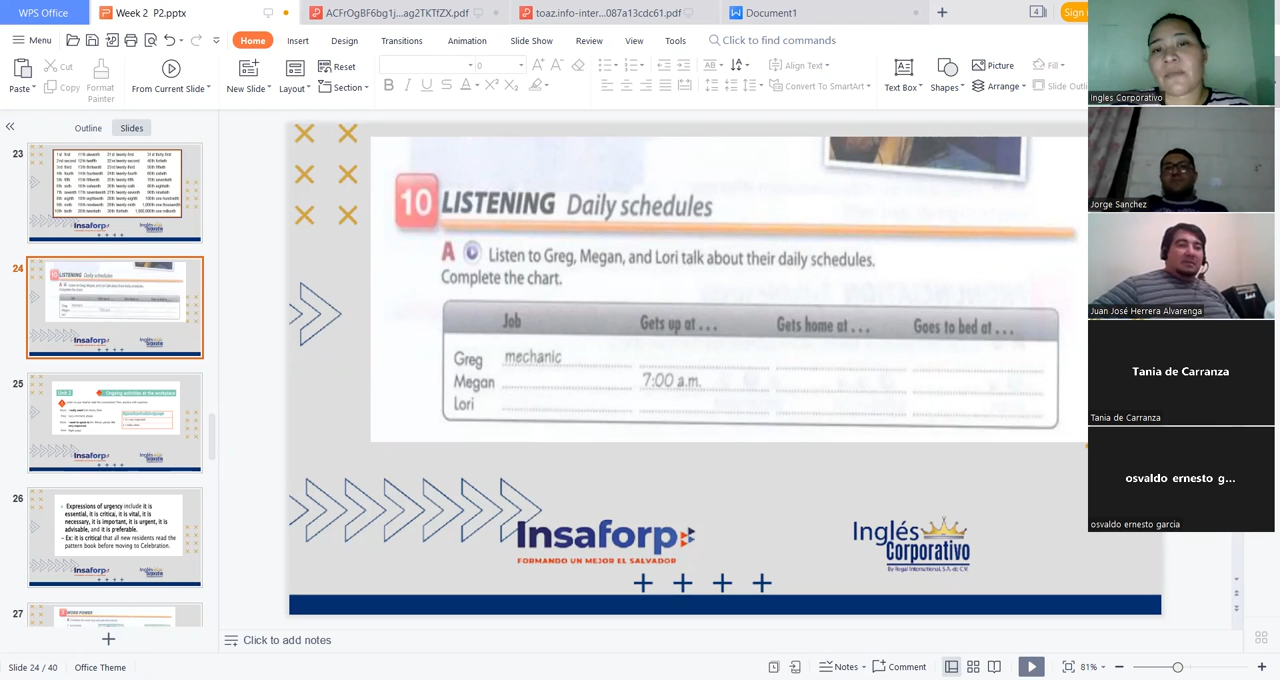 WPS Office
Week 2 P2.pptx
ACFrOgBF6bg1j...ag2TKTfZX.pdf
toaz.info-inter...087a13cdc61.pdf
Document1
4
Sign
Menu
Home
Insert
Design
Transitions
Animation
Slide Show
Review
View
Tools
Click to find commands
Paste
Cut
Copy
Format
Painter
From Current Slide
New Slide
Layout
Reset
Section
0
Align Text
Convert To SmartArt
Text Box
Shapes
Picture
Arrange
Fill
Slide Outli
Outline
Slides
23
24
25
26
Expressions of urgency include it is
essential, it is critical, it is vital, it is
necessary, it is important, it is urgent, it is
advisable, and it is preferable.
Ex: it is critical that all new residents read the
pattern book before moving to Celebration.
27
10 LISTENING Daily schedules
A Listen to Greg, Megan, and Lori talk about their daily schedules.
Complete the chart.
Job Gets up at ... Gets home at ... Goes to bed at ...
Greg mechanic
Megan 7:00 a.m.
Lori
Insaforp
FORMANDO UN MEJOR EL SALVADOR
Inglés
Corporativo
By Regal International, S.A. de C.V.
Click to add notes
Slide 24 / 40
Office Theme
Notes
Comment
81%
Ingles Corporativo
Jorge Sanchez
Juan José Herrera Alvarenga
Tania de Carranza
Tania de Carranza
osvaldo ernesto g...
osvaldo ernesto garcia